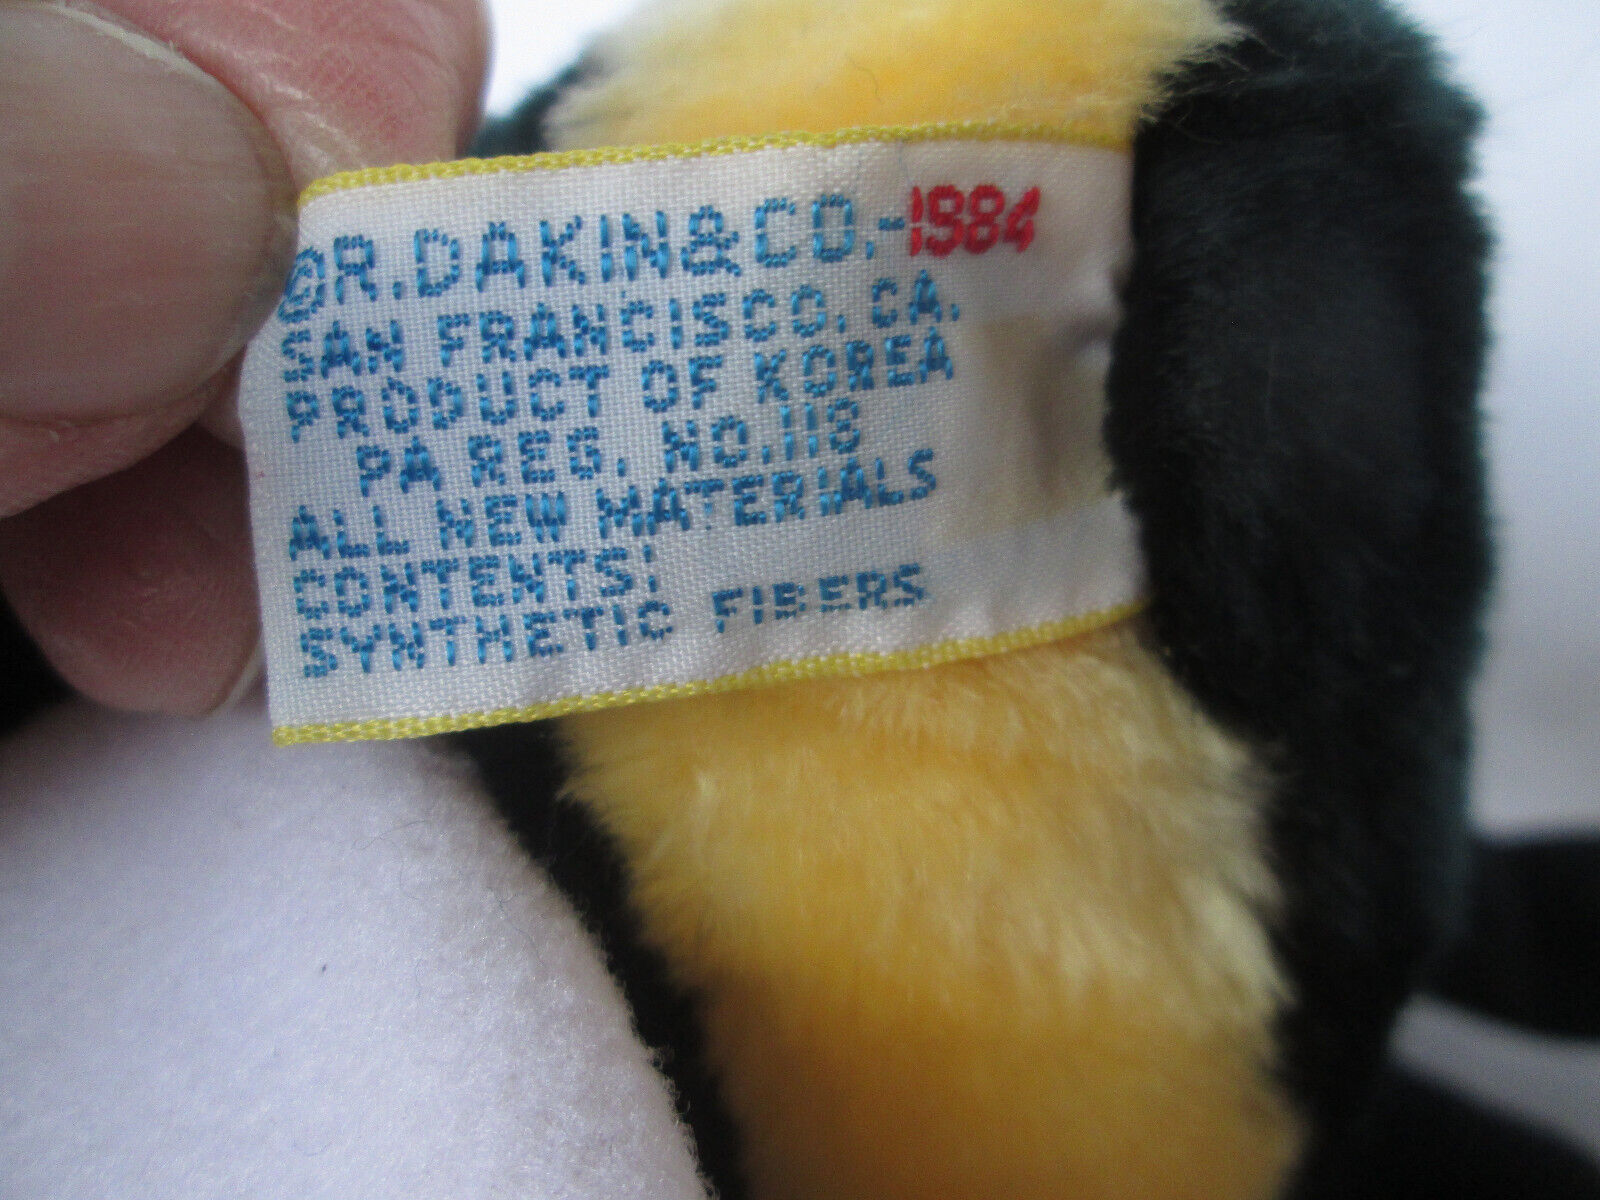 ©R. DAKIN & CO.-1984
SAN FRANCISCO, CA.
PRODUCT OF KOREA
PA REG. NO. 118
ALL NEW MATERIALS
CONTENTS:
SYNTHETIC FIBERS